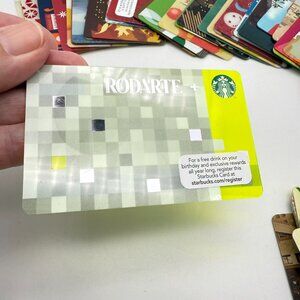 RODARTE +
For a free drink on your
birthday and exclusive rewards
all year long, register this
Starbucks Card at
starbucks.com/register